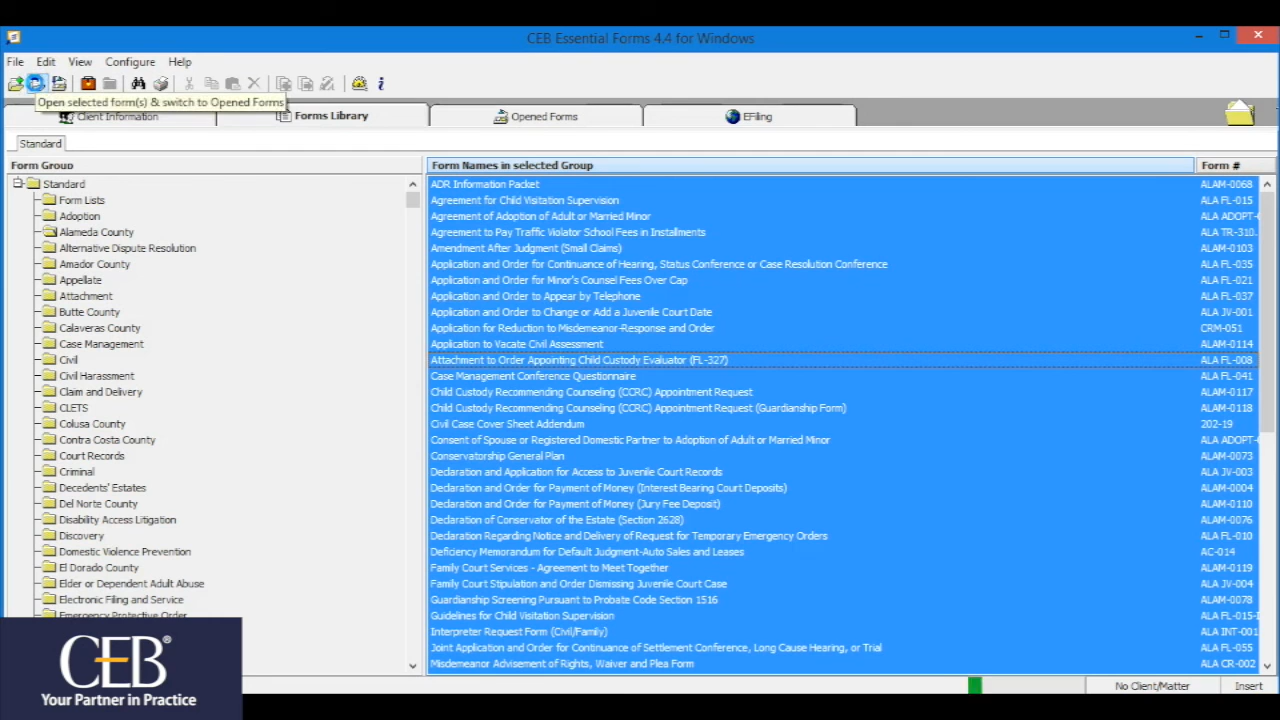 CEB Essential Forms 4.4 for Windows
File Edit View Configure Help
Open selected form(s) & switch to Opened Forms
Client Information Forms Library Opened Forms EFiling
Standard
Form Group
Standard
Form Lists
Adoption
Alameda County
Alternative Dispute Resolution
Amador County
Appellate
Attachment
Butte County
Calaveras County
Case Management
Civil
Civil Harassment
Claim and Delivery
CLETS
Colusa County
Contra Costa County
Court Records
Criminal
Decedents' Estates
Del Norte County
Disability Access Litigation
Discovery
Domestic Violence Prevention
El Dorado County
Elder or Dependent Adult Abuse
Electronic Filing and Service
Emergency Protective Order
Form Names in selected Group Form #
ADR Information Packet ALAM-0068
Agreement for Child Visitation Supervision ALA FL-015
Agreement of Adoption of Adult or Married Minor ALA ADOPT-
Agreement to Pay Traffic Violator School Fees in Installments ALA TR-310.
Amendment After Judgment (Small Claims) ALAM-0103
Application and Order for Continuance of Hearing, Status Conference or Case Resolution Conference ALA FL-035
Application and Order for Minor's Counsel Fees Over Cap ALA FL-021
Application and Order to Appear by Telephone ALA FL-037
Application and Order to Change or Add a Juvenile Court Date ALA JV-001
Application for Reduction to Misdemeanor-Response and Order CRM-051
Application to Vacate Civil Assessment ALAM-0114
Attachment to Order Appointing Child Custody Evaluator (FL-327) ALA FL-008
Case Management Conference Questionnaire ALA FL-041
Child Custody Recommending Counseling (CCRC) Appointment Request ALAM-0117
Child Custody Recommending Counseling (CCRC) Appointment Request (Guardianship Form) ALAM-0118
Civil Case Cover Sheet Addendum 202-19
Consent of Spouse or Registered Domestic Partner to Adoption of Adult or Married Minor ALA ADOPT-
Conservatorship General Plan ALAM-0073
Declaration and Application for Access to Juvenile Court Records ALA JV-003
Declaration and Order for Payment of Money (Interest Bearing Court Deposits) ALAM-0004
Declaration and Order for Payment of Money (Jury Fee Deposit) ALAM-0110
Declaration of Conservator of the Estate (Section 2628) ALAM-0076
Declaration Regarding Notice and Delivery of Request for Temporary Emergency Orders ALA FL-010
Deficiency Memorandum for Default Judgment-Auto Sales and Leases AC-014
Family Court Services - Agreement to Meet Together ALAM-0119
Family Court Stipulation and Order Dismissing Juvenile Court Case ALA JV-004
Guardianship Screening Pursuant to Probate Code Section 1516 ALAM-0078
Guidelines for Child Visitation Supervision ALA FL-015-I
Interpreter Request Form (Civil/Family) ALA INT-001
Joint Application and Order for Continuance of Settlement Conference, Long Cause Hearing, or Trial ALA FL-055
Misdemeanor Advisement of Rights, Waiver and Plea Form ALA CR-002
CEB®
Your Partner in Practice
No Client/Matter Insert